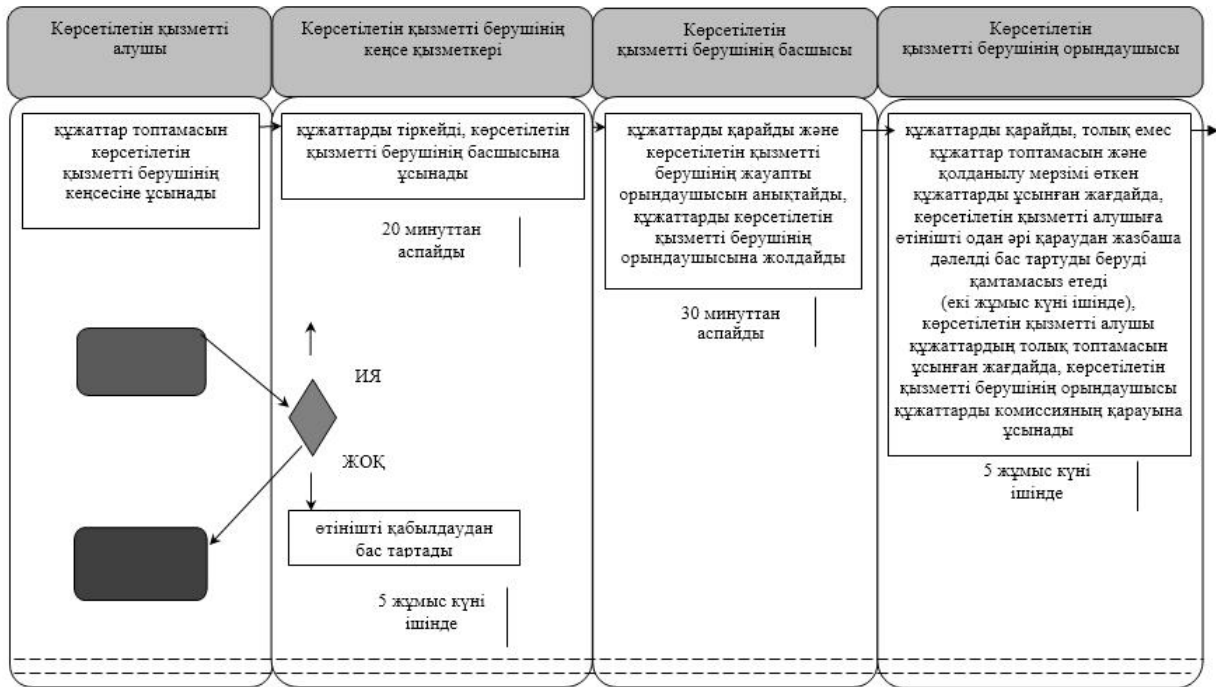 Көрсетілетін қызметті
алушы
Көрсетілетін қызметті берушінің
кеңсе қызметкері
Көрсетілетін
қызметті берушінің басшысы
Көрсетілетін
қызметті берушінің орындаушысы
құжаттар топтамасын
көрсетілетін
қызметті берушінің
кеңсесіне ұсынады
құжаттарды тіркейді, көрсетілетін
қызметті берушінің басшысына
ұсынады
20 минуттан
аспайды
құжаттарды қарайды және
көрсетілетін қызметті
берушінің жауапты
орындаушысын анықтайды,
құжаттарды көрсетілетін
қызметті берушінің
орындаушысына жолдайды
30 минуттан
аспайды
құжаттарды қарайды, толық емес
құжаттар топтамасын және
қолданылу мерзімі өткен
құжаттарды ұсынған жағдайда,
көрсетілетін қызметті алушыға
өтінішті одан әрі қараудан жазбаша
дәлелді бас тартуды беруді
қамтамасыз етеді
(екі жұмыс күні ішінде),
көрсетілетін қызметті алушы
құжаттардың толық топтамасын
ұсынған жағдайда, көрсетілетін
қызметті берушінің орындаушысы
құжаттарды комиссияның қарауына
ұсынады
5 жұмыс күні
ішінде
ИЯ
ЖОҚ
өтінішті қабылдаудан
бас тартады
5 жұмыс күні
ішінде